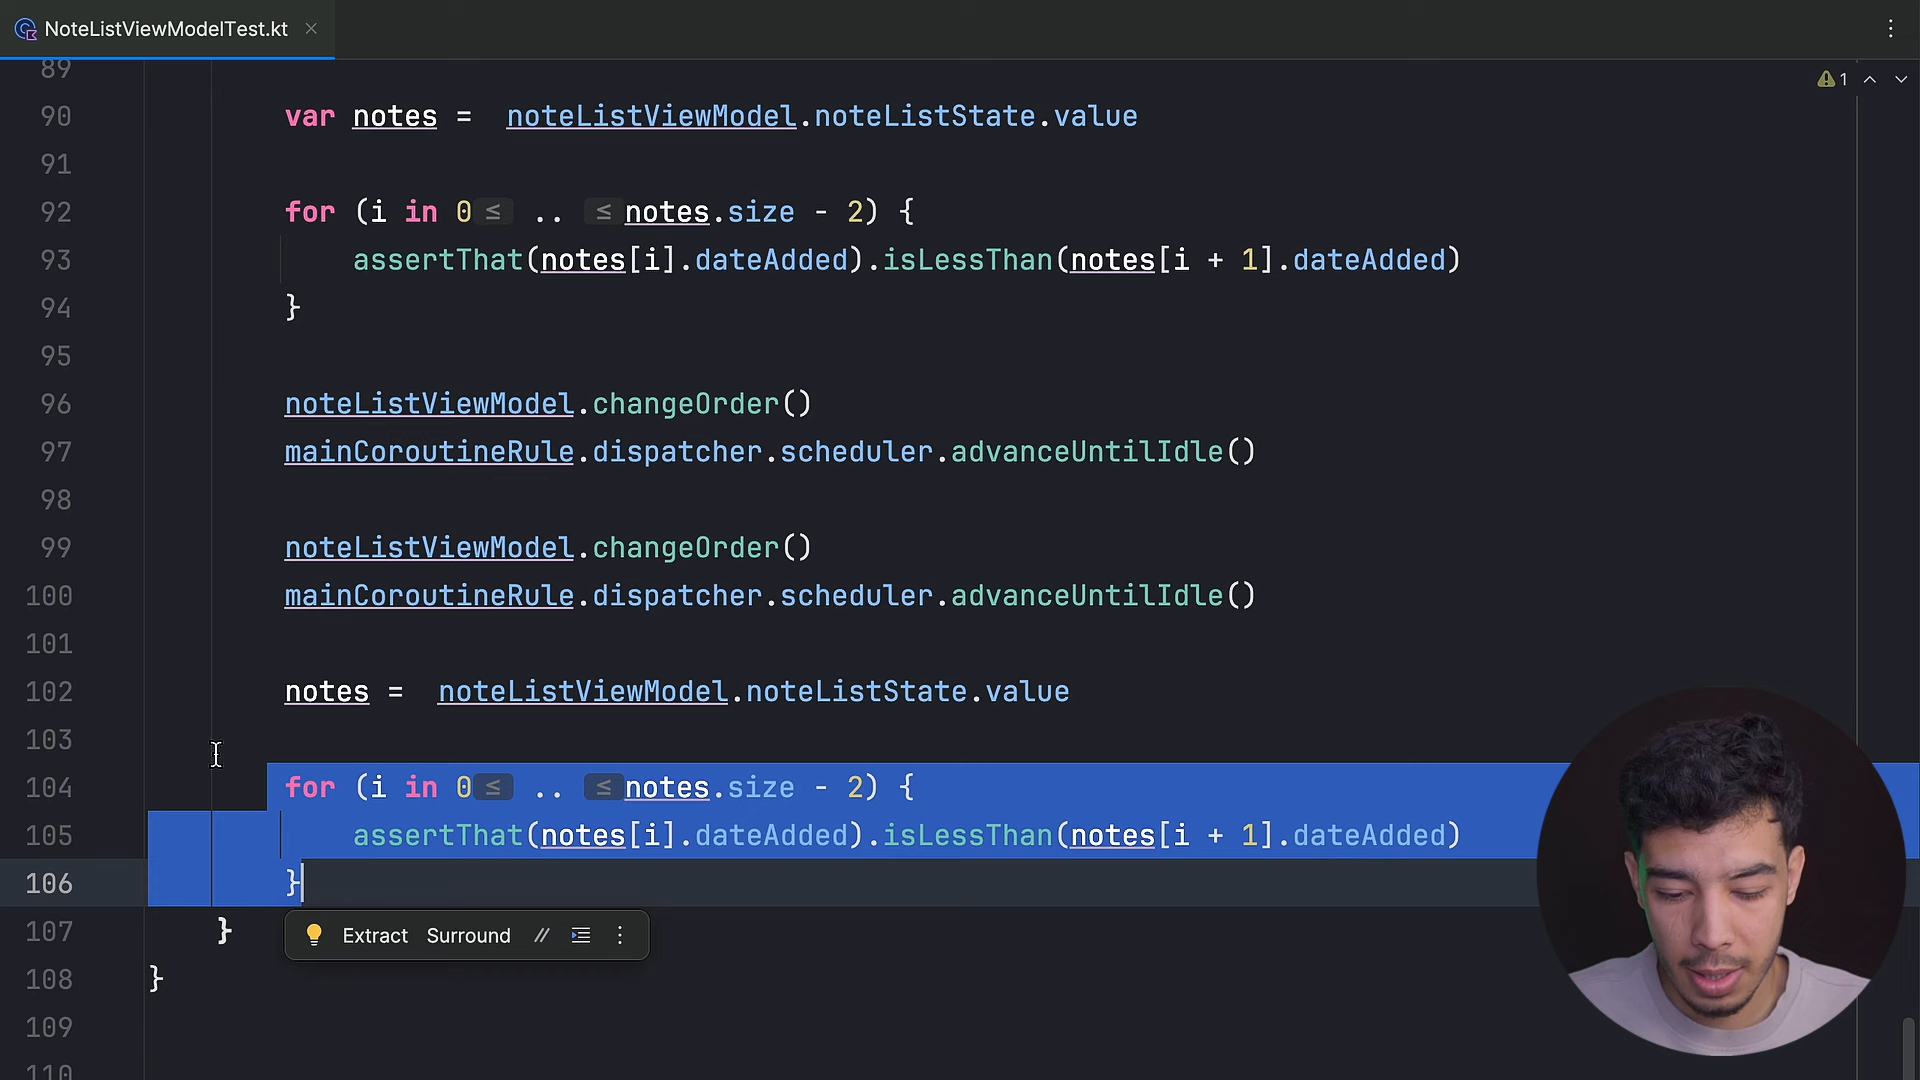 NoteListViewModelTest.kt
1
89
90 var notes = noteListViewModel.noteListState.value
91
92 for (i in 0 ≤ .. ≤ notes.size - 2) {
93 assertThat(notes[i].dateAdded).isLessThan(notes[i + 1].dateAdded)
94 }
95
96 noteListViewModel.changeOrder()
97 mainCoroutineRule.dispatcher.scheduler.advanceUntilIdle()
98
99 noteListViewModel.changeOrder()
100 mainCoroutineRule.dispatcher.scheduler.advanceUntilIdle()
101
102 notes = noteListViewModel.noteListState.value
103
104 for (i in 0 ≤ .. ≤ notes.size - 2) {
105 assertThat(notes[i].dateAdded).isLessThan(notes[i + 1].dateAdded)
106 }
107 }
Extract Surround //
108 }
109
110